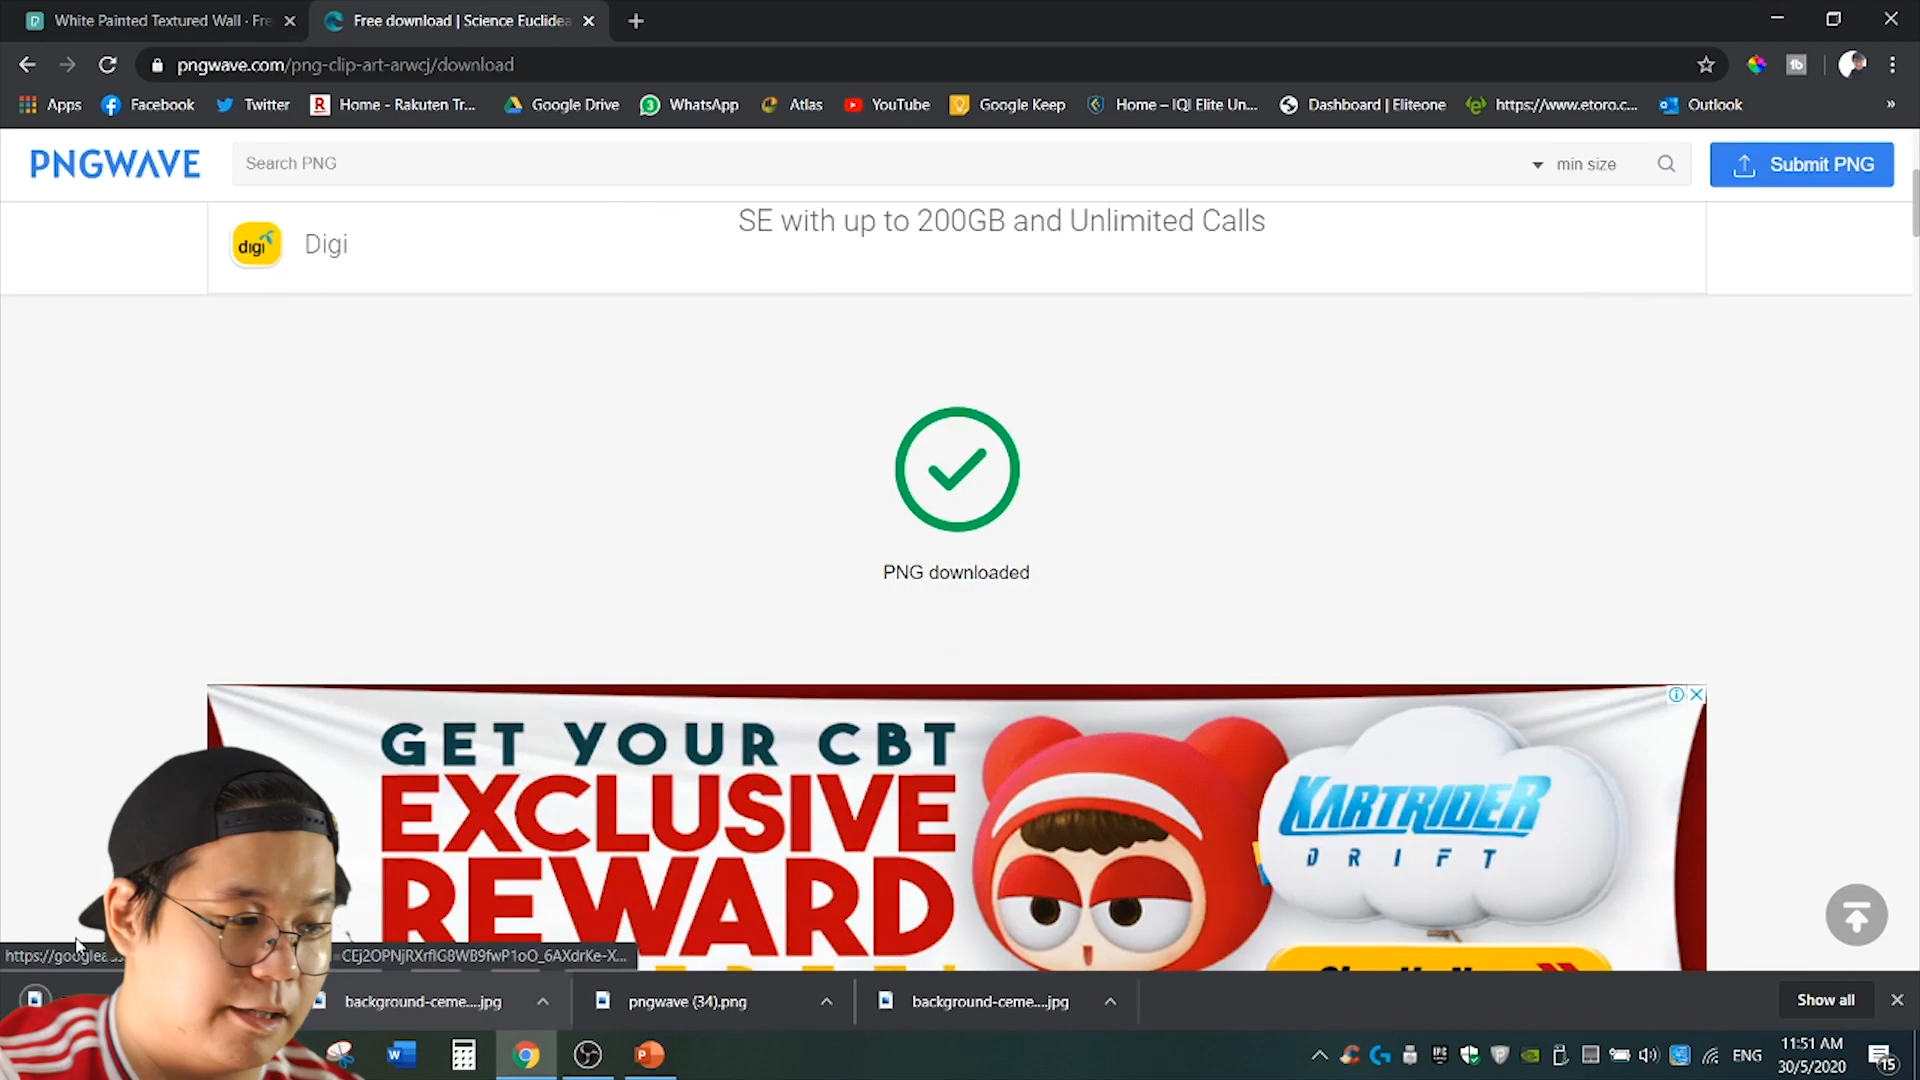 White Painted Textured Wall · Fre
Free download | Science Euclidea
pngwave.com/png-clip-art-arwcj/download
Apps
Facebook
Twitter
Home - Rakuten Tr...
Google Drive
WhatsApp
Atlas
YouTube
Google Keep
Home – IQI Elite Un...
Dashboard | Eliteone
https://www.etoro.c...
Outlook
»
PNGWAVE
Search PNG
min size
Submit PNG
digi
Digi
SE with up to 200GB and Unlimited Calls
PNG downloaded
GET YOUR CBT
EXCLUSIVE
REWARD
KARTRIDER
DRIFT
CEj2OPNjRXrflG8WB9fwP1oO_6AXdrKe-X...
background-ceme....jpg
pngwave (34).png
background-ceme....jpg
Show all
ENG
11:51 AM
30/5/2020
15